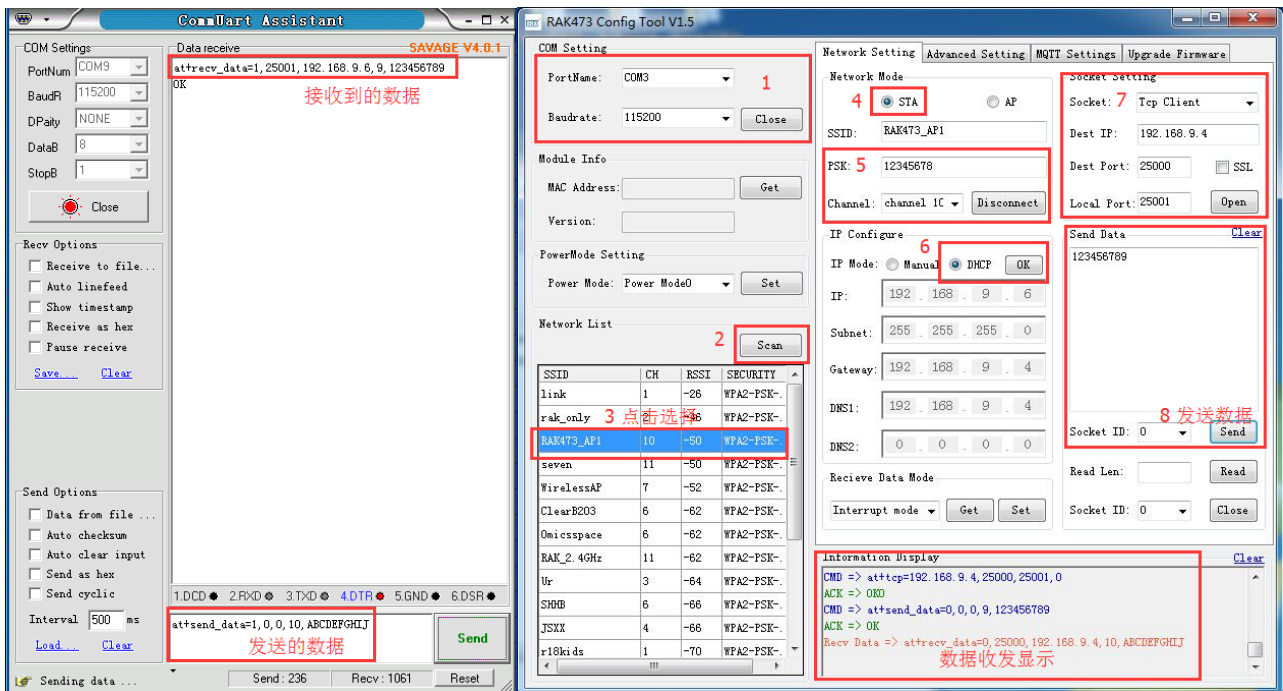 CommUart Assistant
COM Settings
PortNum COM9
BaudR 115200
DPaity NONE
DataB 8
StopB 1
Close
Recv Options
Receive to file...
Auto linefeed
Show timestamp
Receive as hex
Pause receive
Save... Clear
Send Options
Data from file ...
Auto checksum
Auto clear input
Send as hex
Send cyclic
Interval 500 ms
Load... Clear
Sending data ...
Data receive SAVAGE V4.0.1
at+recv_data=1,25001,192.168.9.6,9,123456789
OK
接收到的数据
1.DCD 2.RXD 3.TXD 4.DTR 5.GND 6.DSR
at+send_data=1,0,0,10,ABCDEFGHIJ
发送的数据
Send
Send : 236 Recv : 1061 Reset
RAK473 Config Tool V1.5
COM Setting
PortName: COM3 1
Baudrate: 115200 Close
Module Info
MAC Address: Get
Version:
PowerMode Setting
Power Mode: Power Mode0 Set
Network List
2 Scan
SSID CH RSSI SECURITY
link 1 -26 WPA2-PSK-.
rak_only 3 点击选择 WPA2-PSK-.
RAK473_AP1 10 -50 WPA2-PSK-.
seven 11 -50 WPA2-PSK-.
WirelessAP 7 -52 WPA2-PSK-.
ClearB203 6 -62 WPA2-PSK-.
Omicsspace 6 -62 WPA2-PSK-.
RAK_2.4GHz 11 -62 WPA2-PSK-.
Ur 3 -64 WPA2-PSK-.
SHHB 6 -66 WPA2-PSK-.
JSXX 4 -66 WPA2-PSK-.
r18kids 1 -70 WPA2-PSK-.
Network Setting Advanced Setting MQTT Settings Upgrade Firmware
Network Mode
4 STA AP
SSID: RAK473_AP1
PSK: 5 12345678
Channel: channel 1C Disconnect
IP Configure
6
IP Mode: Manual DHCP OK
IP: 192 . 168 . 9 . 6
Subnet: 255 . 255 . 255 . 0
Gateway: 192 . 168 . 9 . 4
DNS1: 192 . 168 . 9 . 4
DNS2: 0 . 0 . 0 . 0
Recieve Data Mode
Interrupt mode Get Set
Socket Setting
Socket: 7 Tcp Client
Dest IP: 192.168.9.4
Dest Port: 25000 SSL
Local Port: 25001 Open
Send Data Clear
123456789
8 发送数据
Socket ID: 0 Send
Read Len: Read
Socket ID: 0 Close
Information Display Clear
CMD => at+tcp=192.168.9.4,25000,25001,0
ACK => OK0
CMD => at+send_data=0,0,0,9,123456789
ACK => OK
Recv Data => at+recv_data=0,25000,192.168.9.4,10,ABCDEFGHIJ
数据收发显示